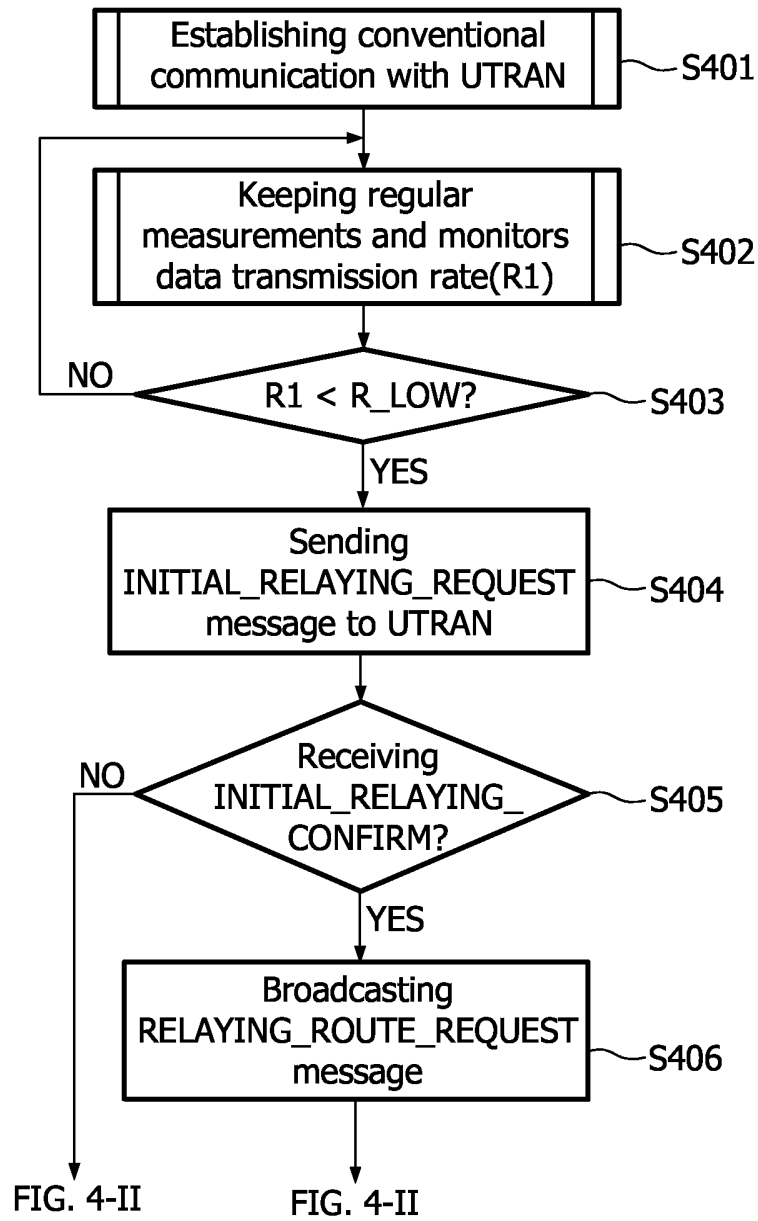 Establishing conventional
communication with UTRAN
S401
Keeping regular
measurements and monitors
data transmission rate(R1)
S402
NO
R1 < R_LOW?
S403
YES
Sending
INITIAL_RELAYING_REQUEST
message to UTRAN
S404
NO
Receiving
INITIAL_RELAYING_
CONFIRM?
S405
YES
Broadcasting
RELAYING_ROUTE_REQUEST
message
S406
FIG. 4-II
FIG. 4-II